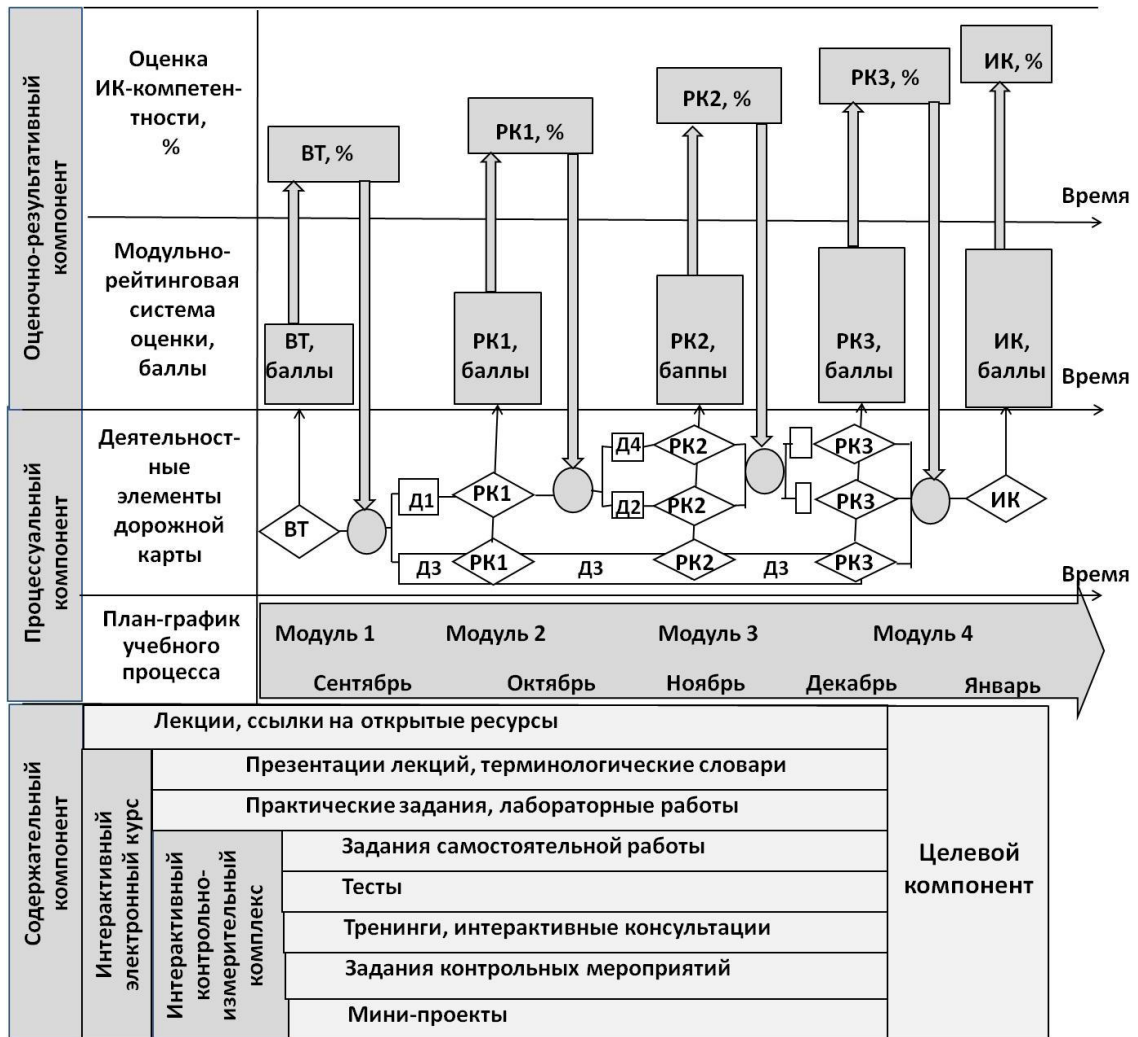 Оценочно-результативный
компонент
Оценка
ИК-компетен-
тности,
%
ВТ, %
РК1, %
РК2, %
РК3, %
ИК, %
Время
Модульно-
рейтинговая
система
оценки,
баллы
ВТ,
баллы
РК1,
баллы
РК2,
баппы
РК3,
баллы
ИК,
баллы
Время
Процессуальный
компонент
Деятельност-
ные
элементы
дорожной
карты
ВТ
Д1
РК1
Д3
РК1
Д4
РК2
Д2
РК2
Д3
РК2
РК3
РК3
Д3
РК3
ИК
Время
План-график
учебного
процесса
Модуль 1
Модуль 2
Модуль 3
Модуль 4
Сентябрь
Октябрь
Ноябрь
Декабрь
Январь
Содержательный
компонент
Лекции, ссылки на открытые ресурсы
Интерактивный
электронный курс
Презентации лекций, терминологические словари
Практические задания, лабораторные работы
Интерактивный
контрольно-
измерительный
комплекс
Задания самостоятельной работы
Тесты
Тренинги, интерактивные консультации
Задания контрольных мероприятий
Мини-проекты
Целевой
компонент